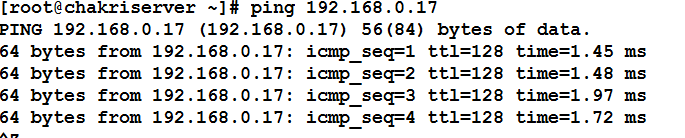 [root@chakriserver ~]# ping 192.168.0.17
PING 192.168.0.17 (192.168.0.17) 56(84) bytes of data.
64 bytes from 192.168.0.17: icmp_seq=1 ttl=128 time=1.45 ms
64 bytes from 192.168.0.17: icmp_seq=2 ttl=128 time=1.48 ms
64 bytes from 192.168.0.17: icmp_seq=3 ttl=128 time=1.97 ms
64 bytes from 192.168.0.17: icmp_seq=4 ttl=128 time=1.72 ms